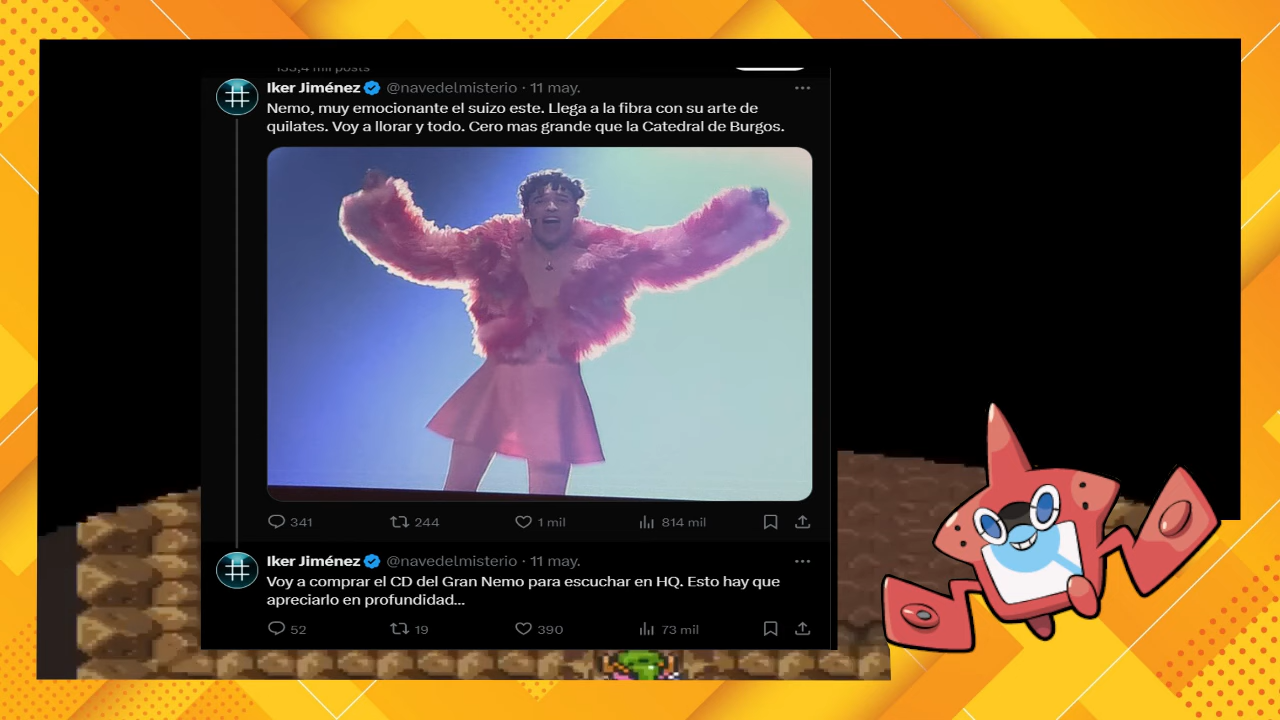 Iker Jiménez @navedelmisterio · 11 may.
Nemo, muy emocionante el suizo este. Llega a la fibra con su arte de
quilates. Voy a llorar y todo. Cero mas grande que la Catedral de Burgos.
341 244 1 mil 814 mil
Iker Jiménez @navedelmisterio · 11 may.
Voy a comprar el CD del Gran Nemo para escuchar en HQ. Esto hay que
apreciarlo en profundidad...
52 19 390 73 mil